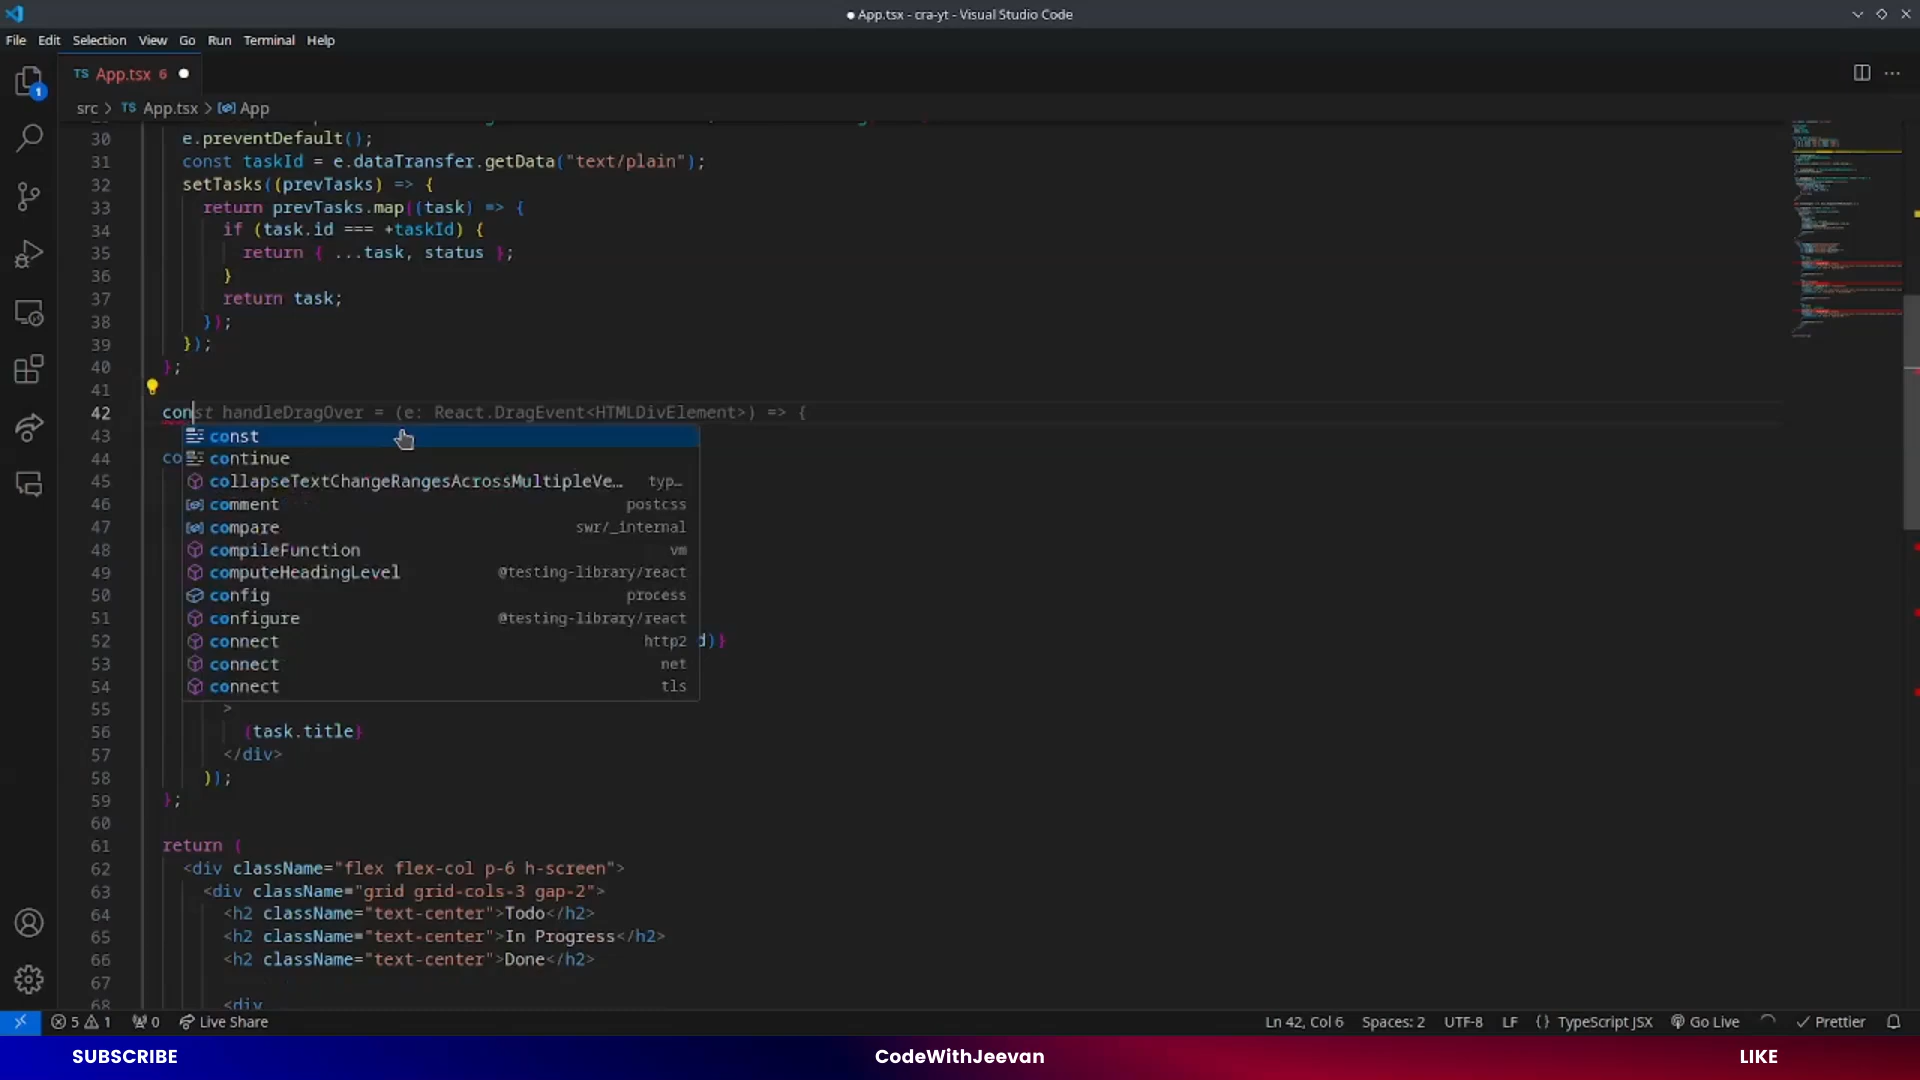 App.tsx - cra-yt - Visual Studio Code
File Edit Selection View Go Run Terminal Help
TS App.tsx 6
src > TS App.tsx > App
30 e.preventDefault();
31 const taskId = e.dataTransfer.getData("text/plain");
32 setTasks((prevTasks) => {
33 return prevTasks.map((task) => {
34 if (task.id === +taskId) {
35 return { ...task, status };
36 }
37 return task;
38 });
39 });
40 };
41
42 const handleDragOver = (e: React.DragEvent<HTMLDivElement>) => {
43 const
44 co continue
45 collapseTextChangeRangesAcrossMultipleVe… typ…
46 comment postcss
47 compare swr/_internal
48 compileFunction vm
49 computeHeadingLevel @testing-library/react
50 config process
51 configure @testing-library/react
52 connect http2 d)}
53 connect net
54 connect tls
55 >
56 {task.title}
57 </div>
58 ));
59 };
60
61 return (
62 <div className="flex flex-col p-6 h-screen">
63 <div className="grid grid-cols-3 gap-2">
64 <h2 className="text-center">Todo</h2>
65 <h2 className="text-center">In Progress</h2>
66 <h2 className="text-center">Done</h2>
67
68 <div
5 1 0 Live Share Ln 42, Col 6 Spaces: 2 UTF-8 LF {} TypeScript JSX Go Live Prettier
SUBSCRIBE CodeWithJeevan LIKE